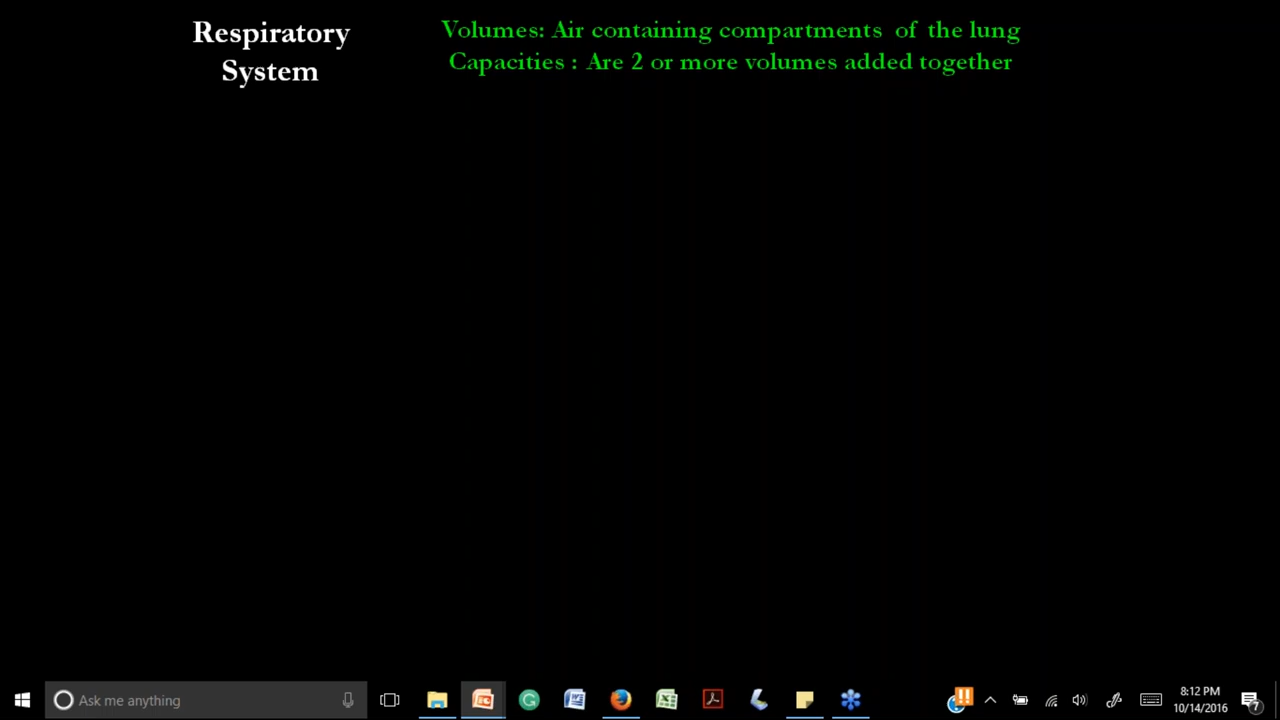 Respiratory
System
Volumes: Air containing compartments of the lung
Capacities : Are 2 or more volumes added together
Ask me anything
8:12 PM
10/14/2016
7